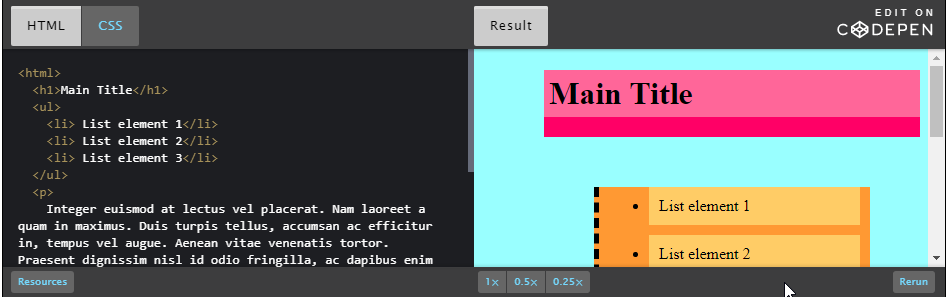 HTML
CSS
Result
EDIT ON
CODEPEN
<html>
<h1>Main Title</h1>
<ul>
<li> List element 1</li>
<li> List element 2</li>
<li> List element 3</li>
</ul>
<p>
Integer euismod at lectus vel placerat. Nam laoreet a
quam in maximus. Duis turpis tellus, accumsan ac efficitur
in, tempus vel augue. Aenean vitae venenatis tortor.
Praesent dignissim nisl id odio fringilla, ac dapibus enim
Main Title
• List element 1
List element 2
Resources
1x
0.5x
0.25x
Rerun